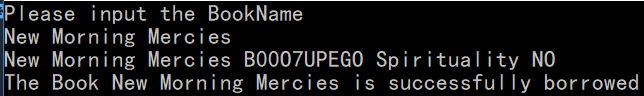 Please input the BookName
New Morning Mercies
New Morning Mercies B0007UPEGO Spirituality NO
The Book New Morning Mercies is successfully borrowed